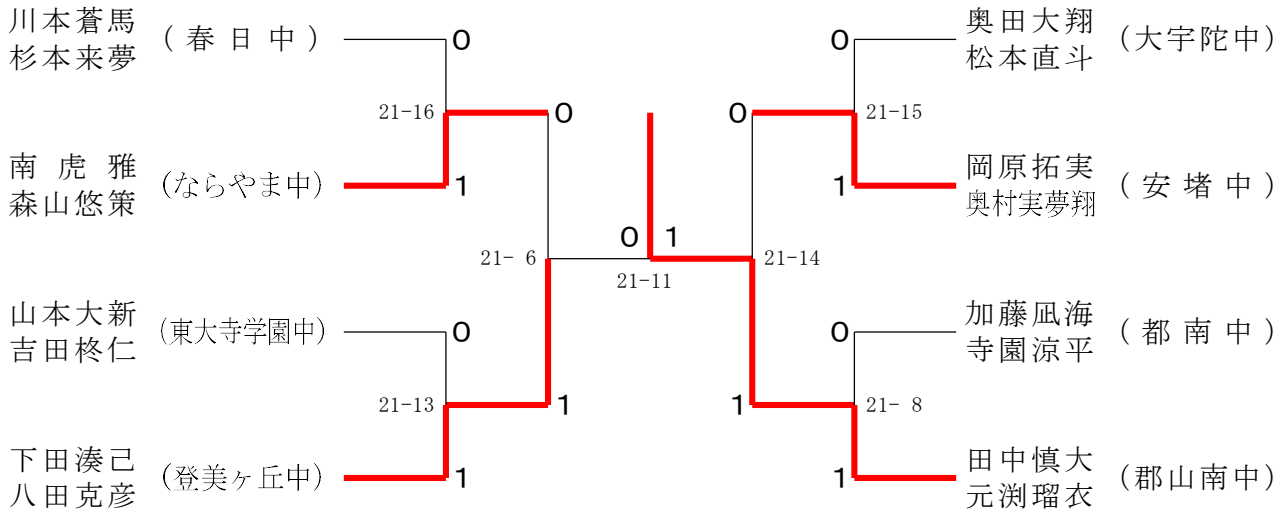 川本蒼馬
杉本来夢
(春日中)
0
奥田大翔
松本直斗
(大宇陀中)
0
21-16
0
0
21-15
南虎雅
森山悠策
(ならやま中)
1
岡原拓実
奥村実夢翔
(安堵中)
1
21- 6
0
1
21-14
21-11
山本大新
吉田柊仁
(東大寺学園中)
0
加藤凪海
寺園涼平
(都南中)
0
21-13
1
1
21- 8
下田湊己
八田克彦
(登美ヶ丘中)
1
田中慎大
元渕瑠衣
(郡山南中)
1